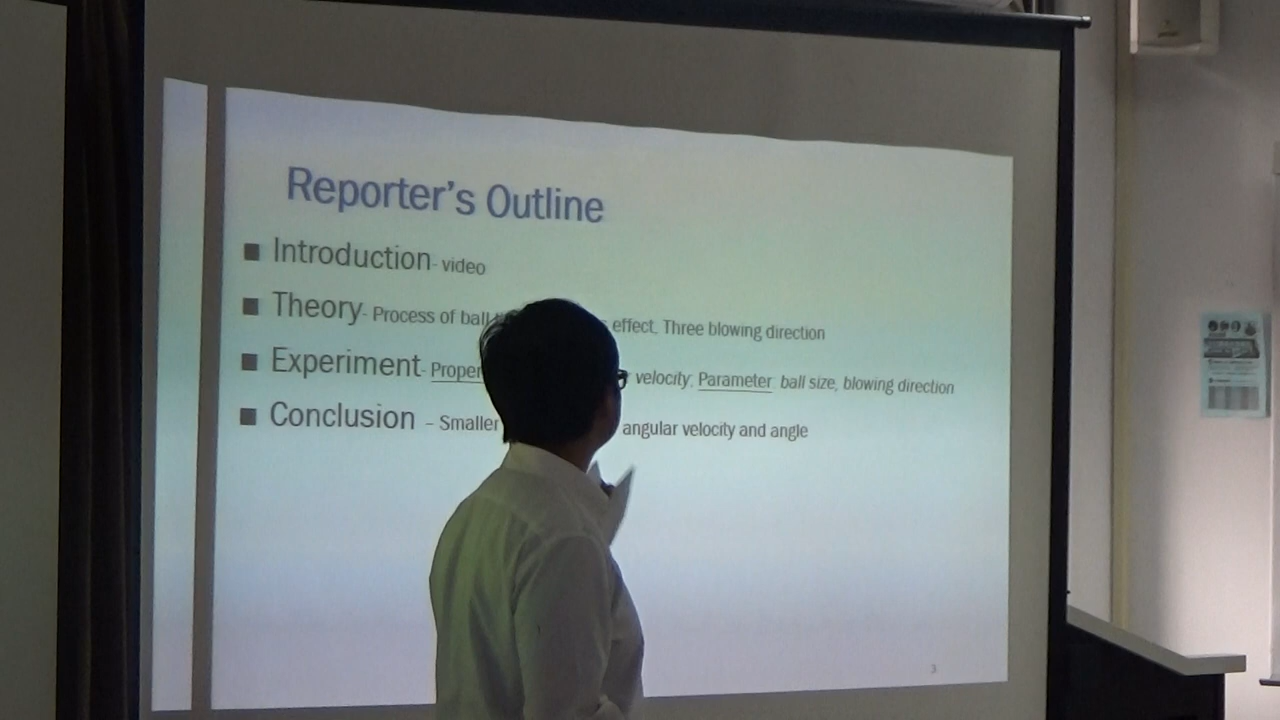 Reporter's Outline
■ Introduction- video
■ Theory- Process of ball effect, Three blowing direction
■ Experiment- velocity, Parameter: ball size, blowing direction
■ Conclusion – Smaller angular velocity and angle
3